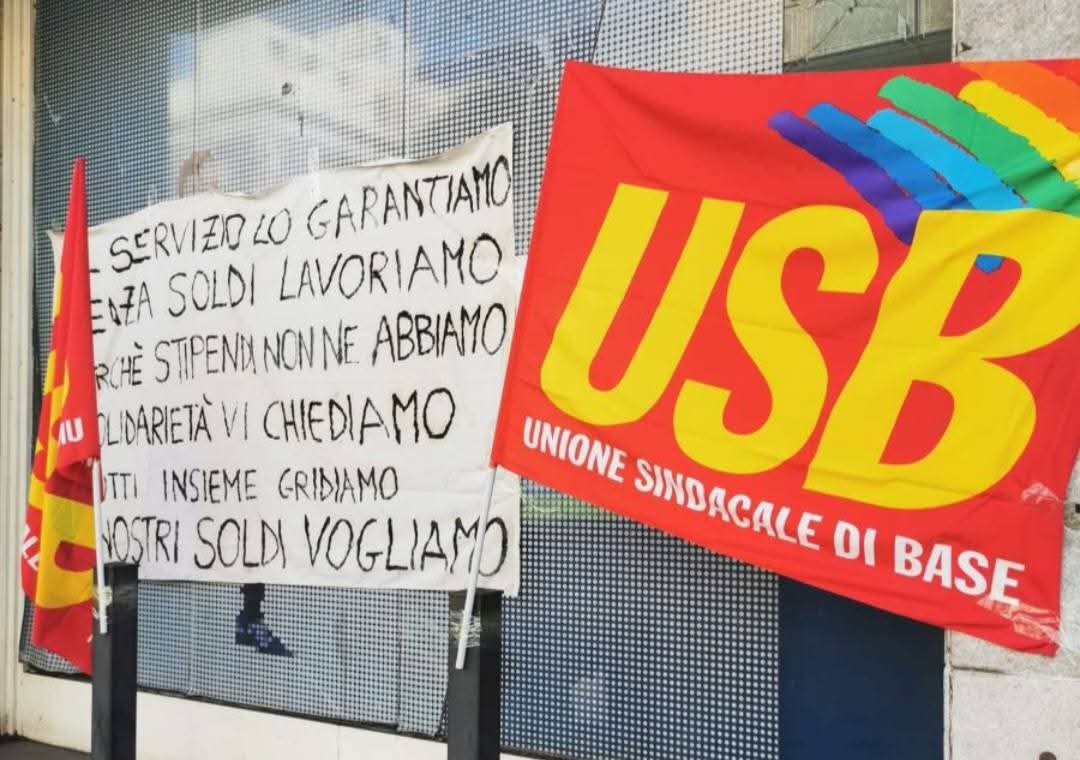 L SERVIZIO LO GARANTIAMO
ENZA SOLDI LAVORIAMO
RCHÈ STIPENDI NON NE ABBIAMO
OLIDARIETÀ VI CHIEDIAMO
TTI INSIEME GRIDIAMO
NOSTRI SOLDI VOGLIAMO
USB
UNIONE SINDACALE DI BASE